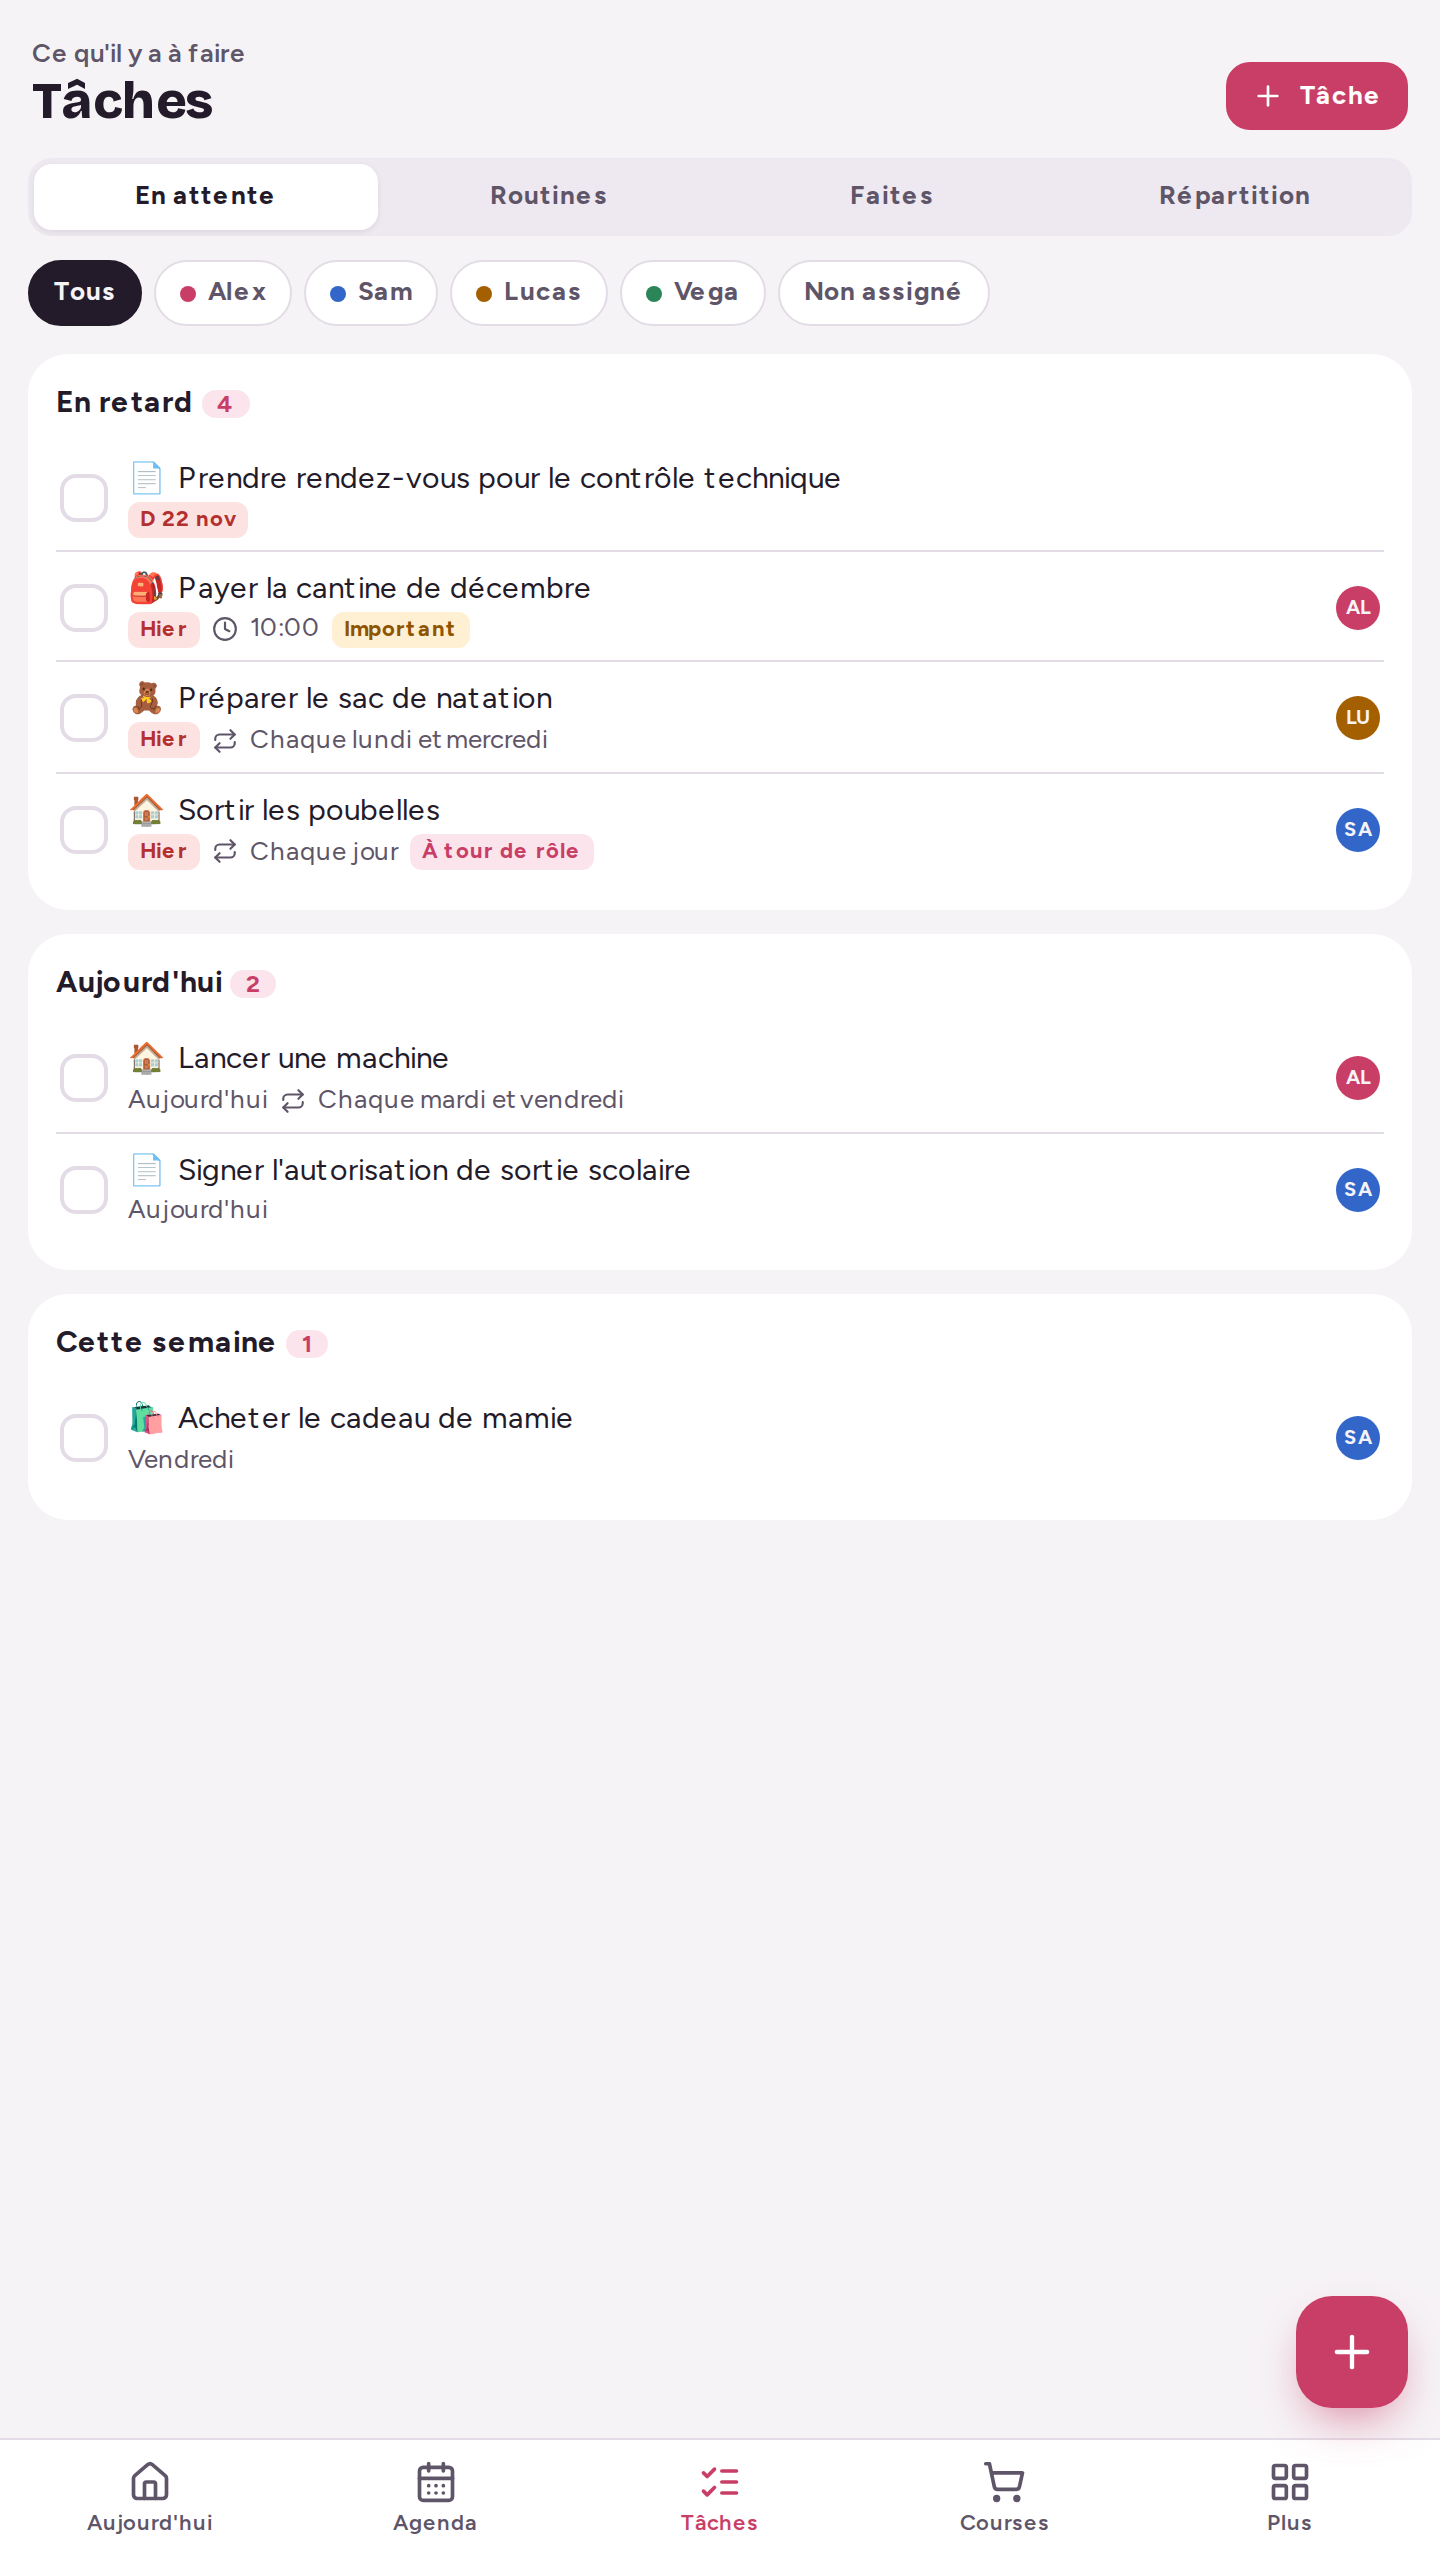 Ce qu'il y a à faire
Tâches
Tâche
En attente
Routines
Faites
Répartition
Tous
Alex
Sam
Lucas
Vega
Non assigné
En retard 4
Prendre rendez-vous pour le contrôle technique
D 22 nov
Payer la cantine de décembre
Hier 10:00 Important
AL
Préparer le sac de natation
Hier Chaque lundi et mercredi
LU
Sortir les poubelles
Hier Chaque jour À tour de rôle
SA
Aujourd'hui 2
Lancer une machine
Aujourd'hui Chaque mardi et vendredi
AL
Signer l'autorisation de sortie scolaire
Aujourd'hui
SA
Cette semaine 1
Acheter le cadeau de mamie
Vendredi
SA
Aujourd'hui
Agenda
Tâches
Courses
Plus